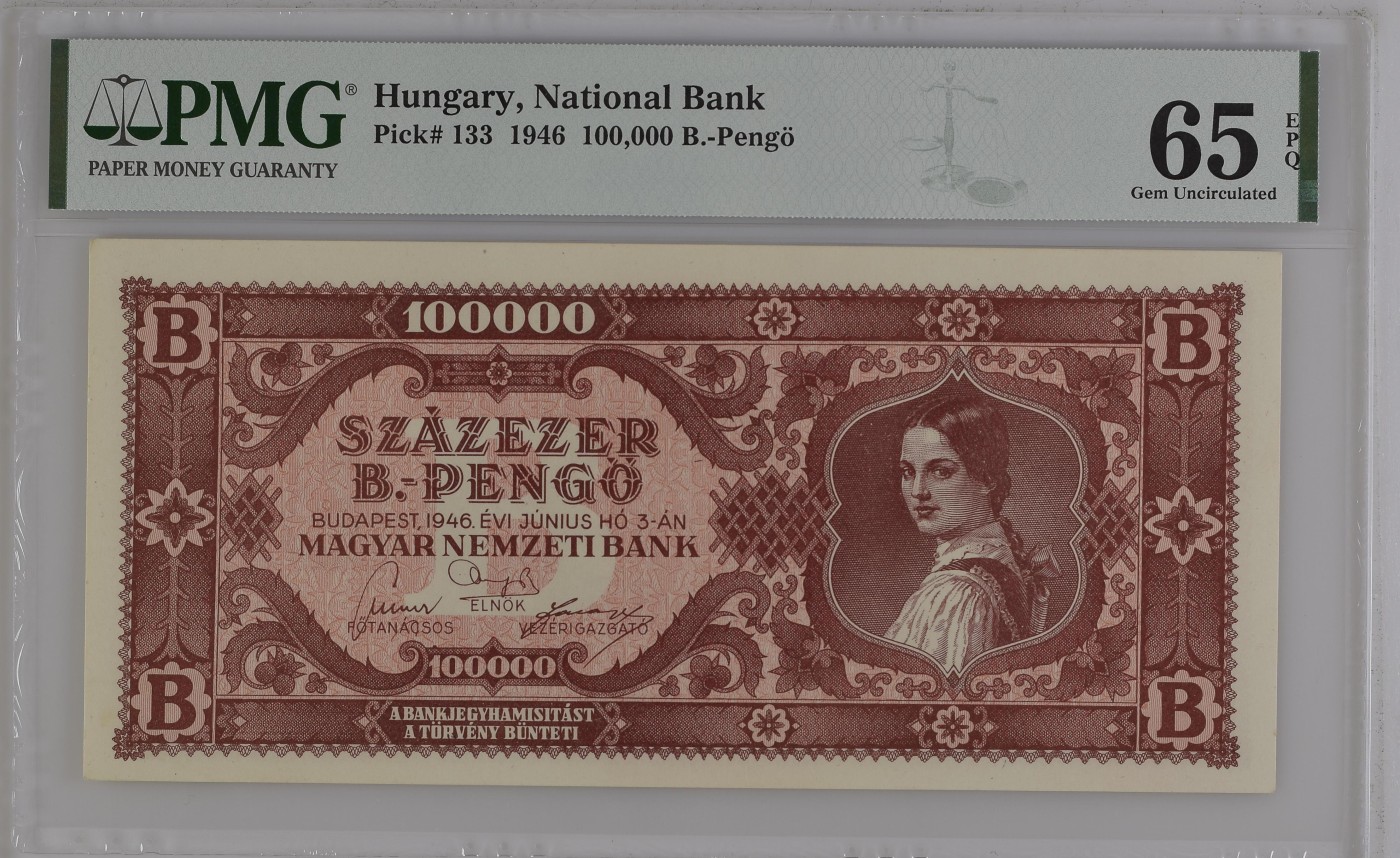 PMG®
PAPER MONEY GUARANTY
Hungary, National Bank
Pick# 133 1946 100,000 B.-Pengö
65
EPQ
Gem Uncirculated
B
100000
B
SZÁZEZER
B.-PENGŐ
BUDAPEST, 1946. ÉVI JÚNIUS HÓ 3-ÁN
MAGYAR NEMZETI BANK
ELNÖK
FŐTANÁCSOS
VEZÉRIGAZGATÓ
100000
B
A BANKJEGYHAMISITÁST
A TÖRVÉNY BÜNTETI
B